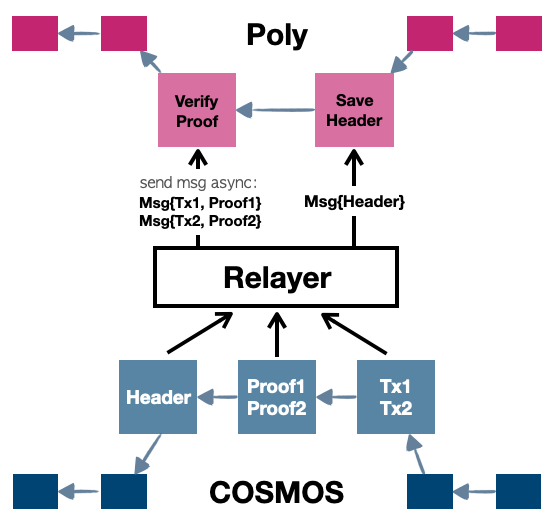 Poly
Verify
Proof
Save
Header
send msg async:
Msg{Tx1, Proof1}
Msg{Tx2, Proof2}
Msg{Header}
Relayer
Header
Proof1
Proof2
Tx1
Tx2
COSMOS